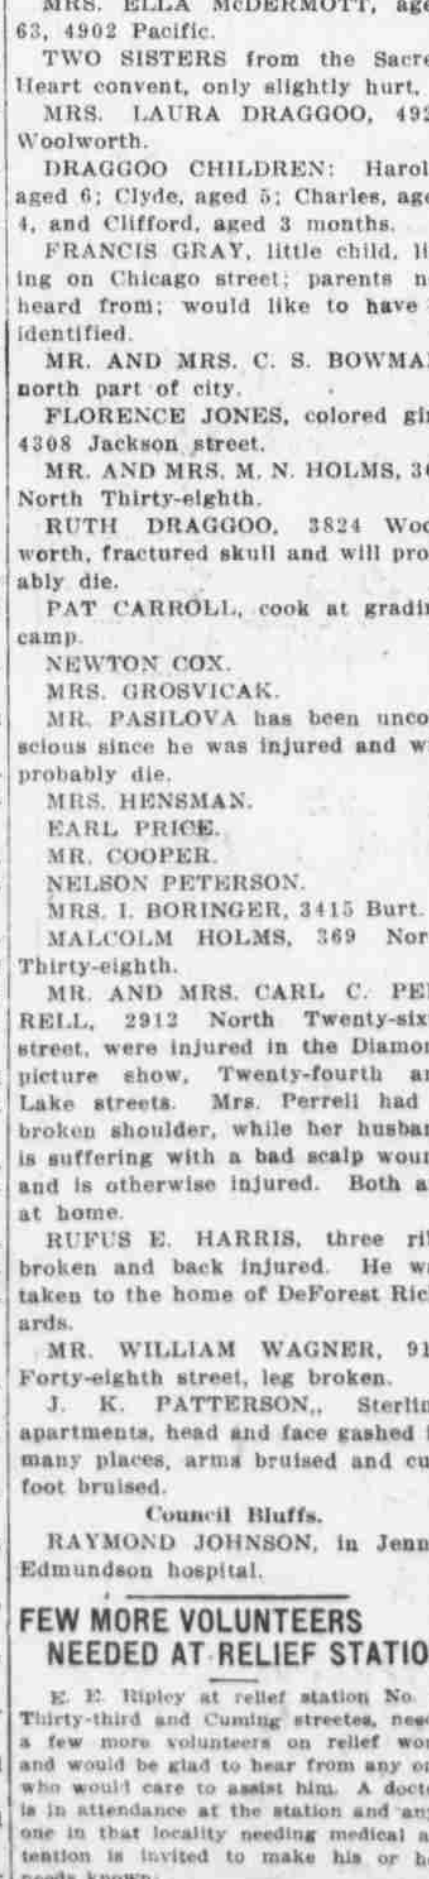 MRS. ELLA McDERMOTT, age
63, 4902 Pacific.
TWO SISTERS from the Sacre
Heart convent, only slightly hurt,
MRS. LAURA DRAGGOO, 492
Woolworth.
DRAGGOO CHILDREN: Harol
aged 6; Clyde, aged 5; Charles, age
4, and Clifford, aged 3 months.
FRANCIS GRAY, little child, li
ing on Chicago street; parents n
heard from; would like to have
identified.
MR. AND MRS. C. S. BOWMA
north part of city.
FLORENCE JONES, colored gir
4308 Jackson street.
MR. AND MRS. M. N. HOLMS, 36
North Thirty-eighth.
RUTH DRAGGOO, 3824 Woo
worth, fractured skull and will pro
ably die.
PAT CARROLL, cook at gradi
camp.
NEWTON COX.
MRS. GROSVICAK.
MR. PASILOVA has been unco
scious since he was injured and w
probably die.
MRS. HENSMAN.
EARL PRICE.
MR. COOPER.
NELSON PETERSON.
MRS. I. BORINGER, 3415 Burt.
MALCOLM HOLMS, 369 Nor
Thirty-eighth.
MR. AND MRS. CARL C. PE
RELL, 2912 North Twenty-six
street, were injured in the Diamo
picture show, Twenty-fourth a
Lake streets. Mrs. Perrell had
broken shoulder, while her husba
is suffering with a bad scalp wou
and is otherwise injured. Both a
at home.
RUFUS E. HARRIS, three ri
broken and back injured. He w
taken to the home of DeForest Ric
ards.
MR. WILLIAM WAGNER, 91
Forty-eighth street, leg broken.
J. K. PATTERSON,, Sterlin
apartments, head and face gashed i
many places, arms bruised and cu
foot bruised.
Council Bluffs.
RAYMOND JOHNSON, in Jenn
Edmundson hospital.
FEW MORE VOLUNTEERS
NEEDED AT RELIEF STATIO
E. E. Ripley at relief station No.
Thirty-third and Cuming streetes, nee
a few more volunteers on relief wor
and would be glad to hear from any o
who would care to assist him. A docto
is in attendance at the station and an
one in that locality needing medical a
tention is invited to make his or h
needs known.